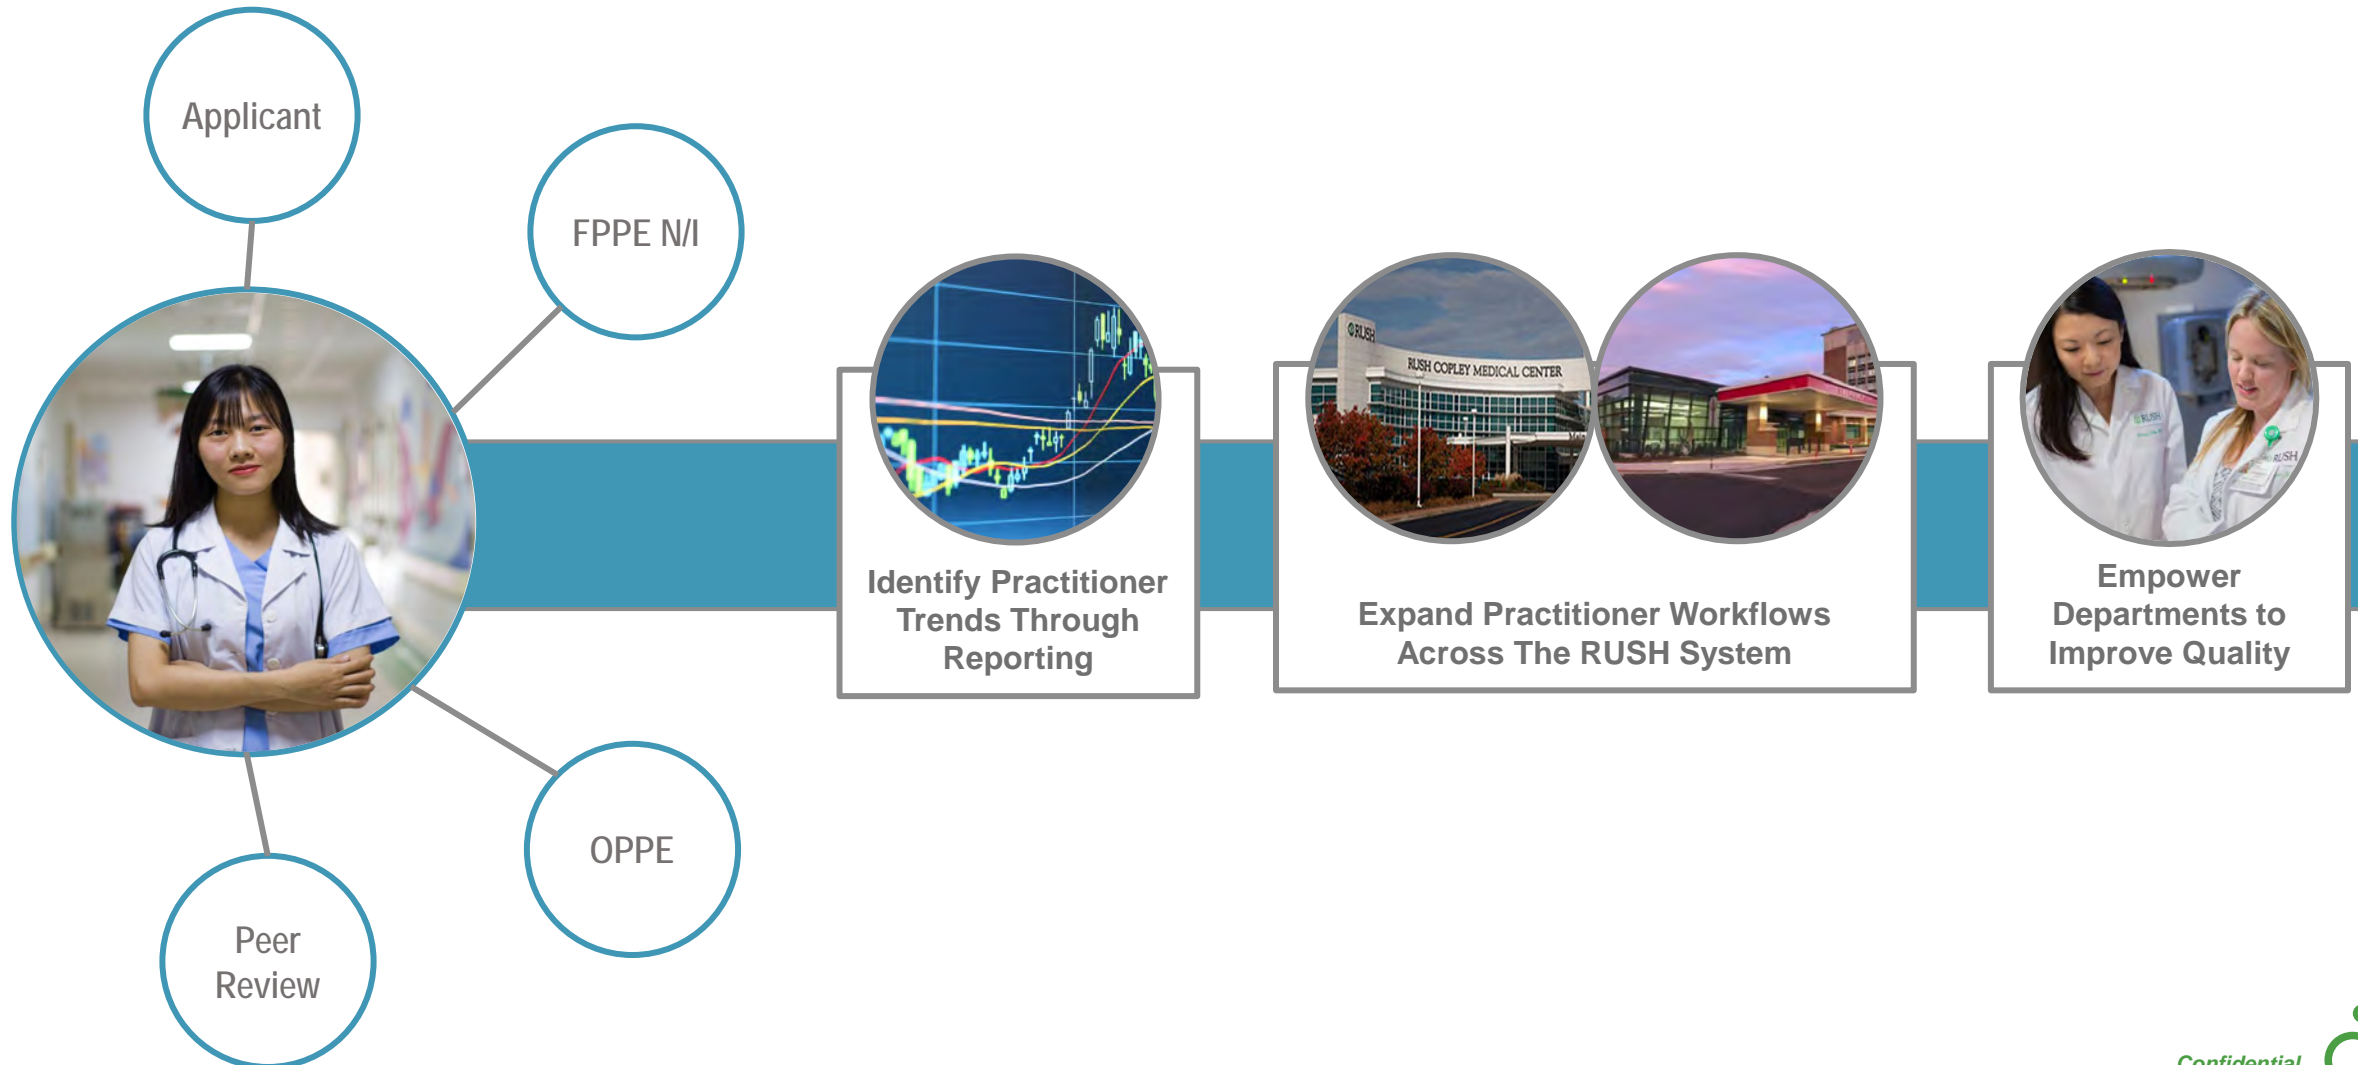 Applicant
FPPE N/I
OPPE
Peer
Review
Identify Practitioner
Trends Through
Reporting
RUSH
RUSH COPLEY MEDICAL CENTER
Expand Practitioner Workflows
Across The RUSH System
RUSH
RUSH
Empower
Departments to
Improve Quality
Confidential